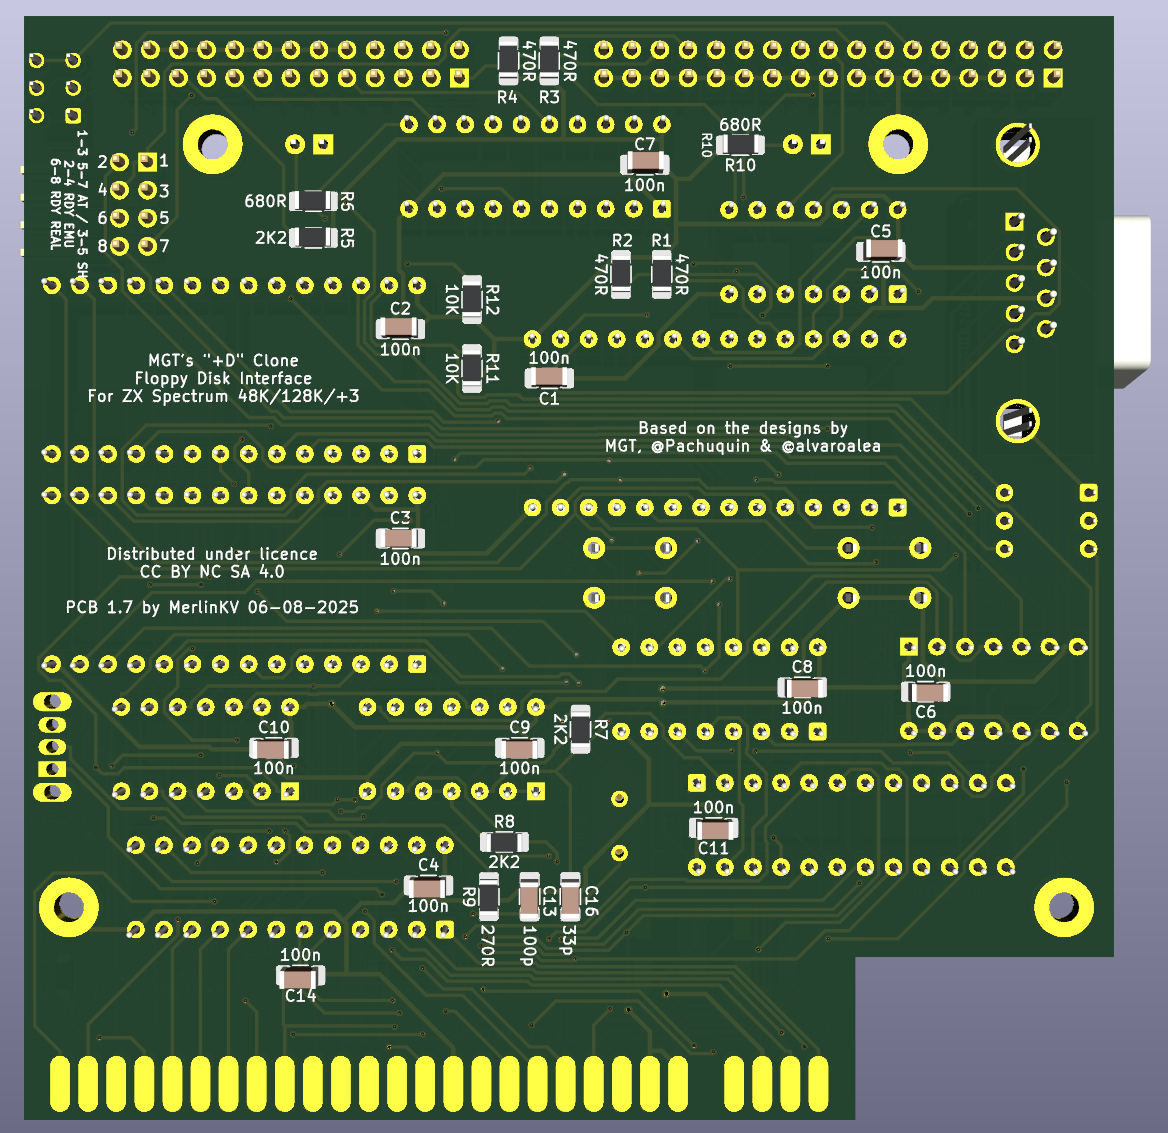 470R
470R
R4
R3
1-3 5-7 AT / 3-5 SH
2-4 RDY EMU
6-8 RDY REAL
2
1
4
3
6
5
8
7
680R
R10
R10
C7
100n
680R
R6
2K2
R5
R2
R1
470R
470R
C5
100n
10K
R12
C2
100n
10K
R11
100n
C1
MGT's "+D" Clone
Floppy Disk Interface
For ZX Spectrum 48K/128K/+3
Based on the designs by
MGT, @Pachuquin & @alvaroalea
C3
100n
Distributed under licence
CC BY NC SA 4.0
PCB 1.7 by MerlinKV 06-08-2025
C8
100n
100n
C6
C10
100n
C9
100n
2K2
R7
100n
C11
R8
2K2
C4
100n
R9
270R
C13
100p
C16
33p
100n
C14